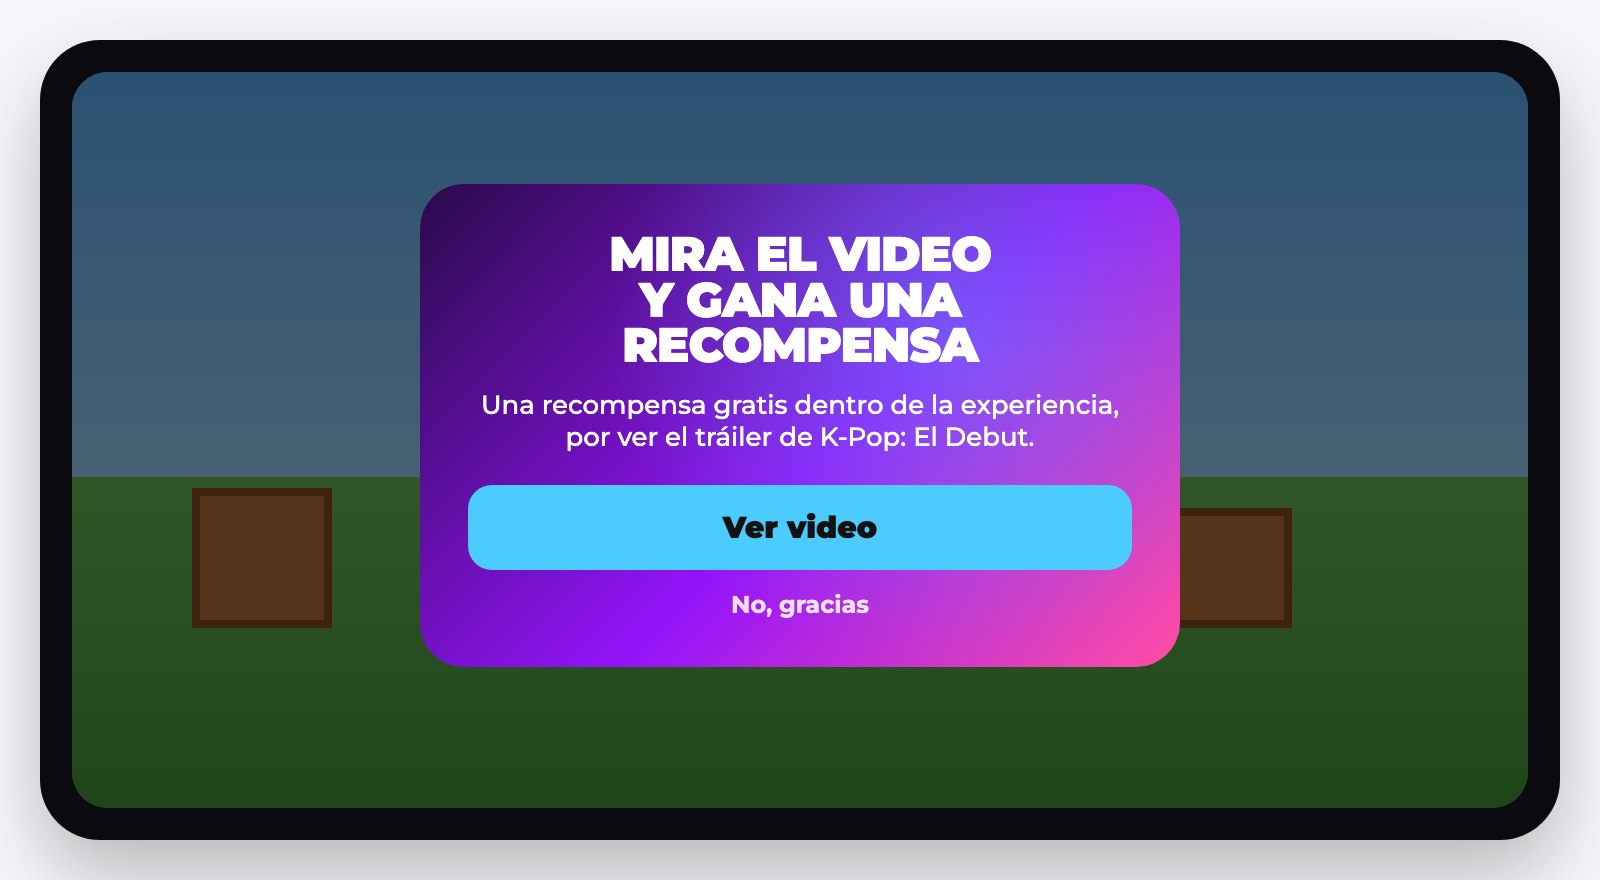 MIRA EL VIDEO
Y GANA UNA
RECOMPENSA
Una recompensa gratis dentro de la experiencia,
por ver el tráiler de K-Pop: El Debut.
Ver video
No, gracias